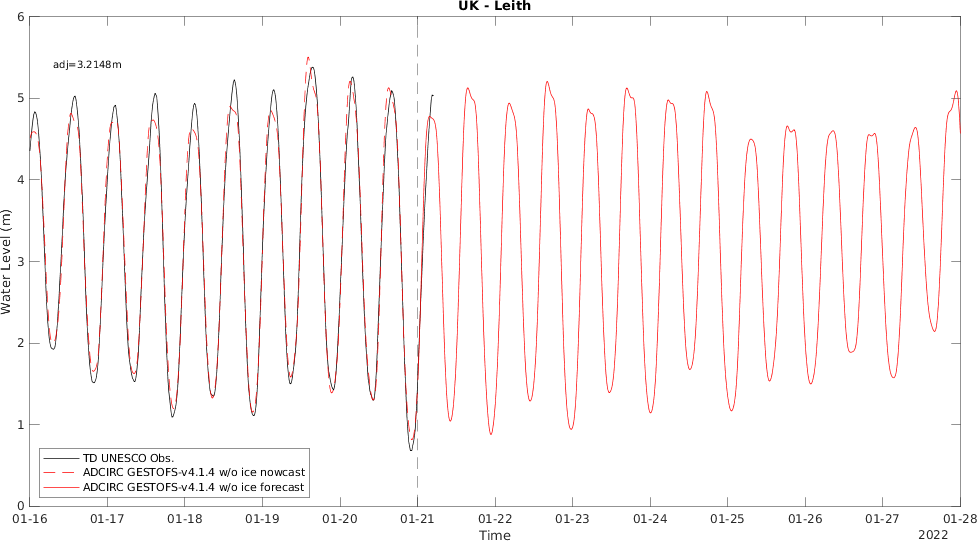 UK - Leith
adj=3.2148m
6
5
4
3
2
1
0
Water Level (m)
TD UNESCO Obs.
ADCIRC GESTOFS-v4.1.4 w/o ice nowcast
ADCIRC GESTOFS-v4.1.4 w/o ice forecast
01-16 01-17 01-18 01-19 01-20 01-21 01-22 01-23 01-24 01-25 01-26 01-27 01-28
Time
2022